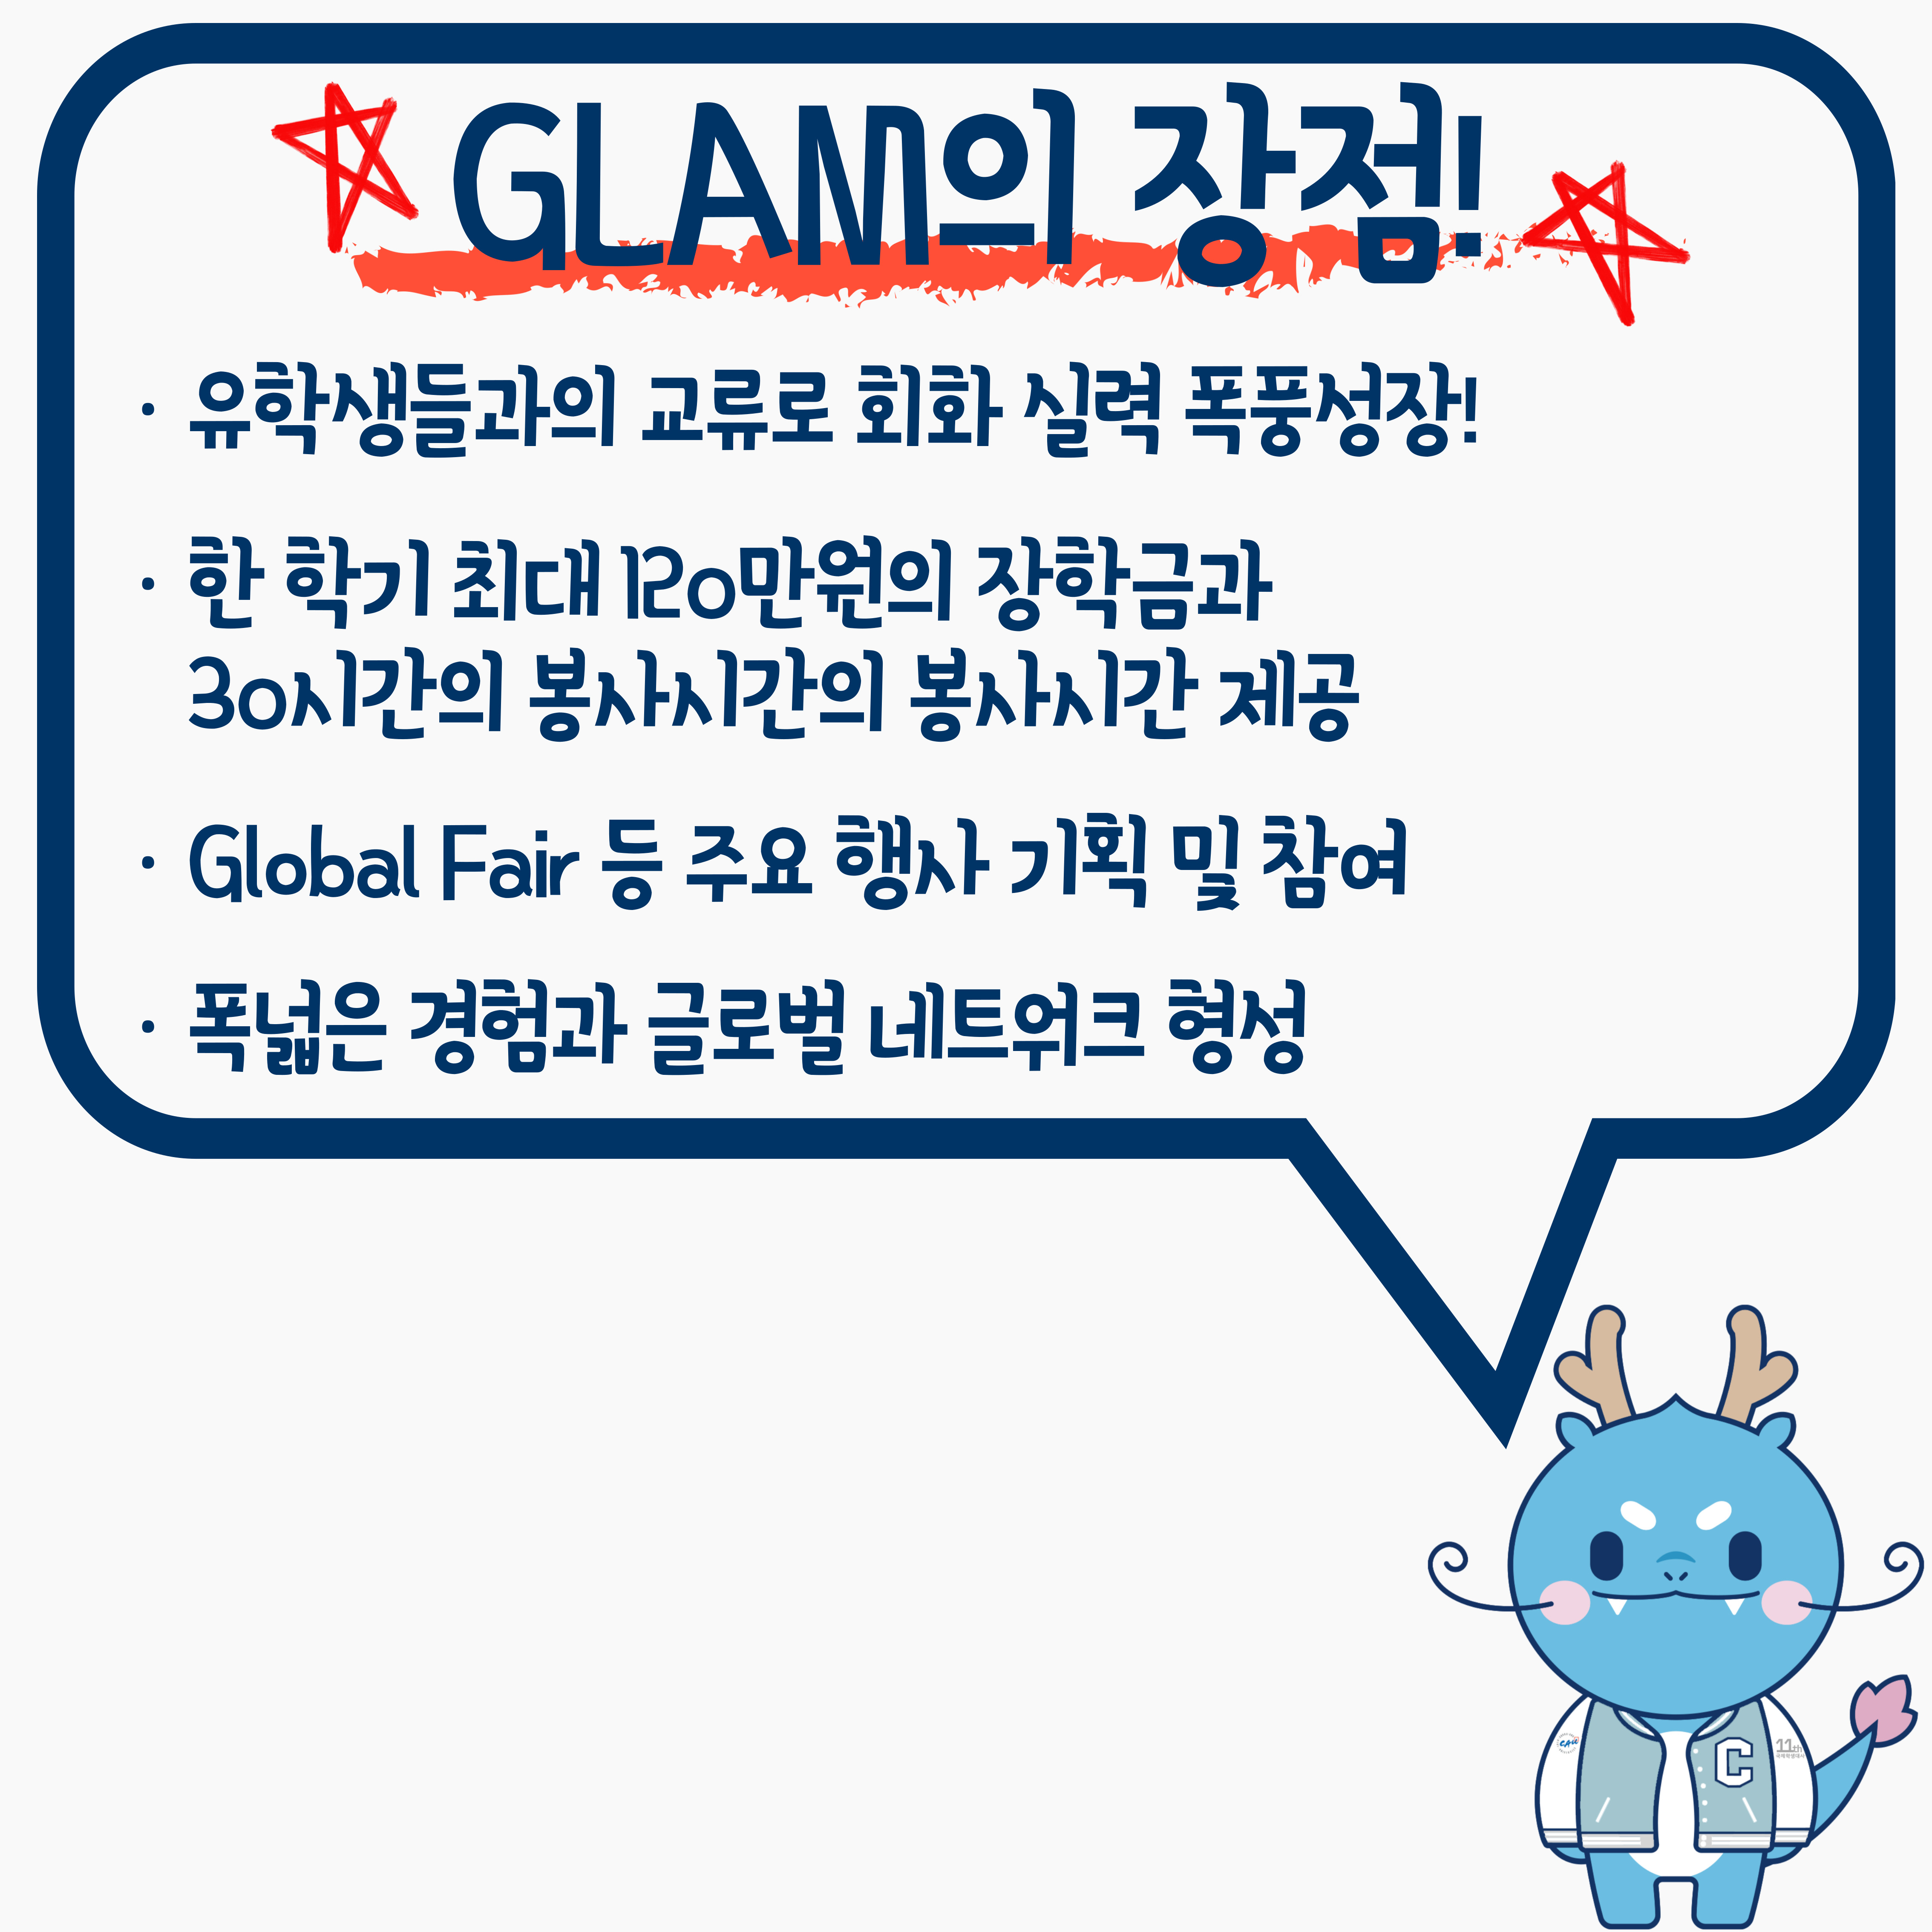 GLAM의 장점!
· 유학생들과의 교류로 회화 실력 폭풍성장!
· 한 학기 최대 120만원의 장학금과
30시간의 봉사시간의 봉사시간 제공
· Global Fair 등 주요 행사 기획 및 참여
· 폭넓은 경험과 글로벌 네트워크 형성
CAU
C
11th